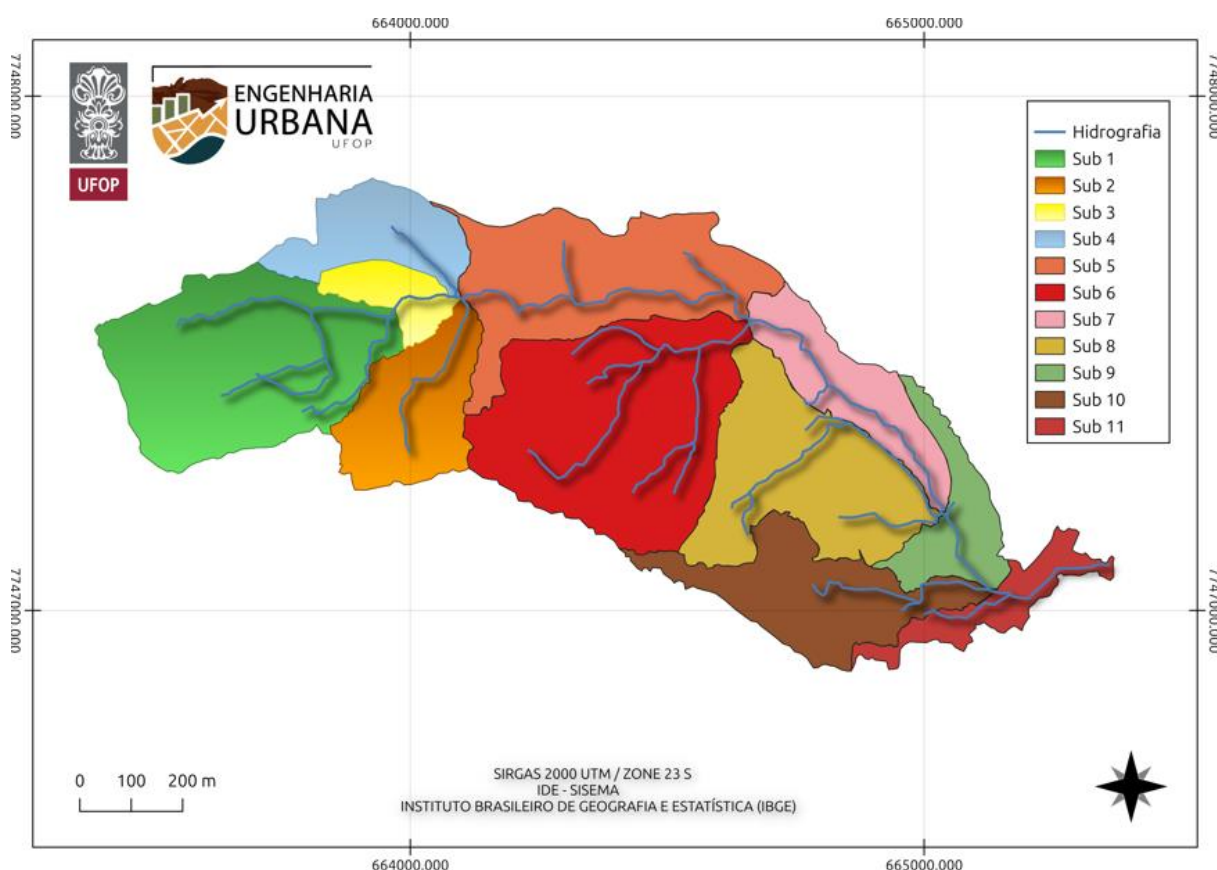 664000.000
665000.000
7748000.000
7748000.000
UFOP
ENGENHARIA
URBANA
UFOP
Hidrografia
Sub 1
Sub 2
Sub 3
Sub 4
Sub 5
Sub 6
Sub 7
Sub 8
Sub 9
Sub 10
Sub 11
7747000.000
7747000.000
0 100 200 m
SIRGAS 2000 UTM / ZONE 23 S
IDE - SISEMA
INSTITUTO BRASILEIRO DE GEOGRAFIA E ESTATÍSTICA (IBGE)
664000.000
665000.000